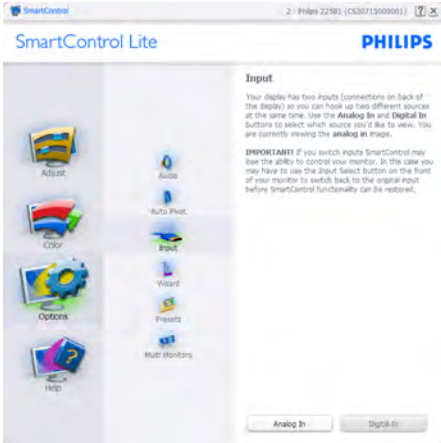 SmartControl
2 - Philips 225B1 (CS30715000001)
SmartControl Lite
PHILIPS
Adjust
Color
Options
Help
Audio
Auto Pivot
Input
Wizard
Presets
Multi Monitors
Input
Your display has two inputs (connections on back of
the display) so you can hook up two different sources
at the same time. Use the Analog In and Digital In
buttons to select which source you'd like to view. You
are currently viewing the analog in image.
IMPORTANT! If you switch inputs SmartControl may
lose the ability to control your monitor. In this case you
may have to use the Input Select button on the front
of your monitor to switch back to the original input
before SmartControl functionality can be restored.
Analog In
Digital In